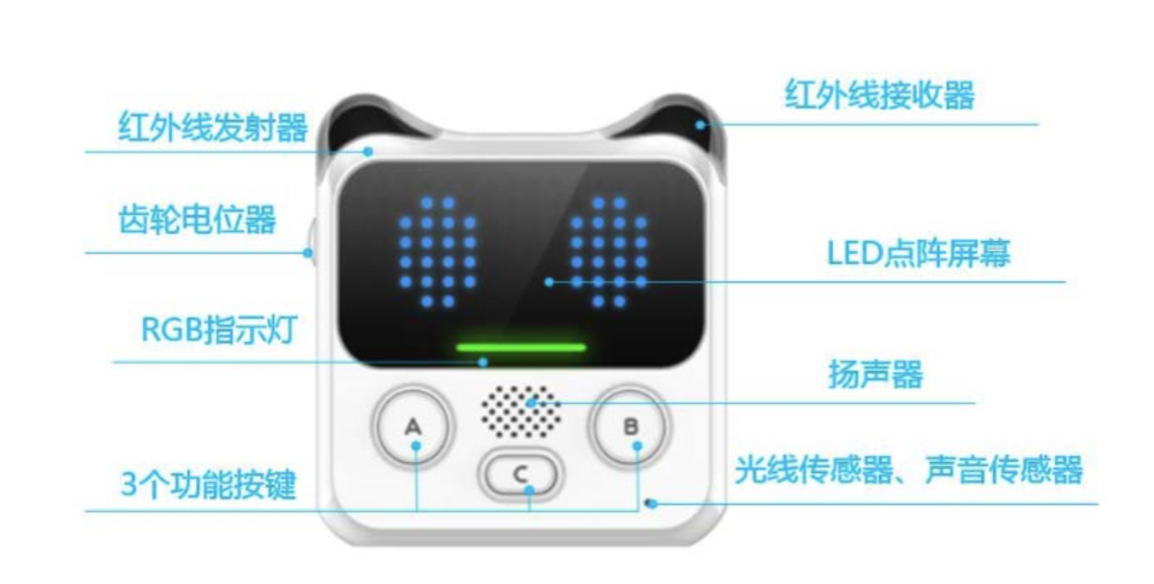 红外线发射器
红外线接收器
齿轮电位器
LED点阵屏幕
RGB指示灯
扬声器
A
B
C
光线传感器、声音传感器
3个功能按键